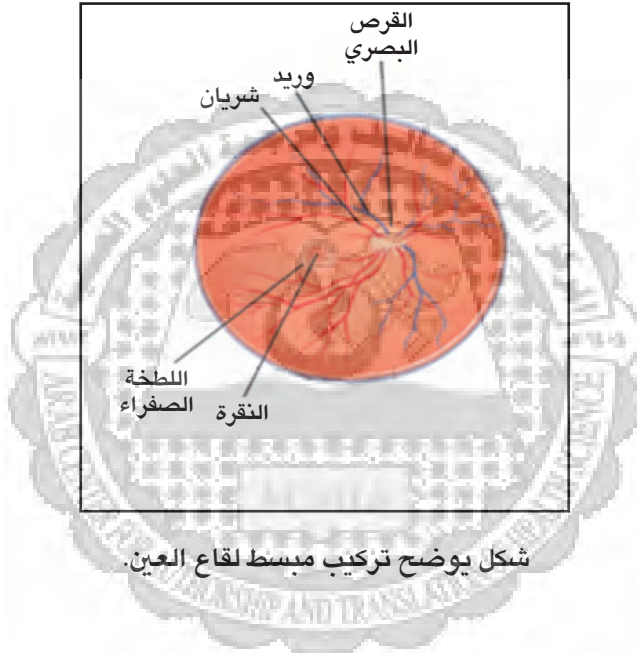 القرص
البصري
وريد
شريان
اللطخة
الصفراء
النقرة
شكل يوضح تركيب مبسط لقاع العين.